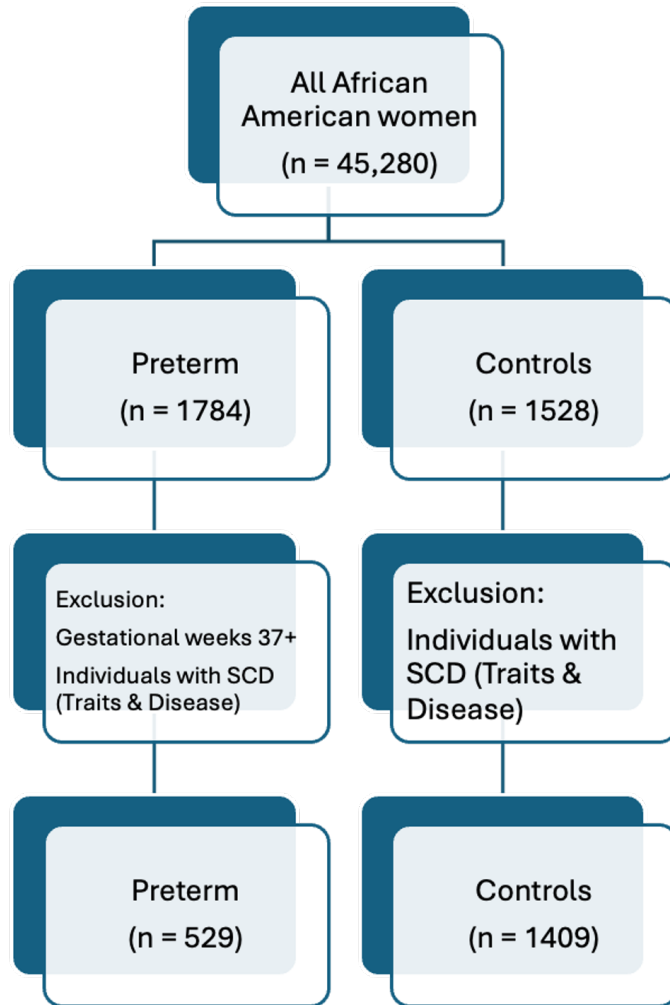 All African
American women
(n = 45,280)
Preterm
(n = 1784)
Controls
(n = 1528)
Exclusion:
Gestational weeks 37+
Individuals with SCD
(Traits & Disease)
Exclusion:
Individuals with
SCD (Traits &
Disease)
Preterm
(n = 529)
Controls
(n = 1409)